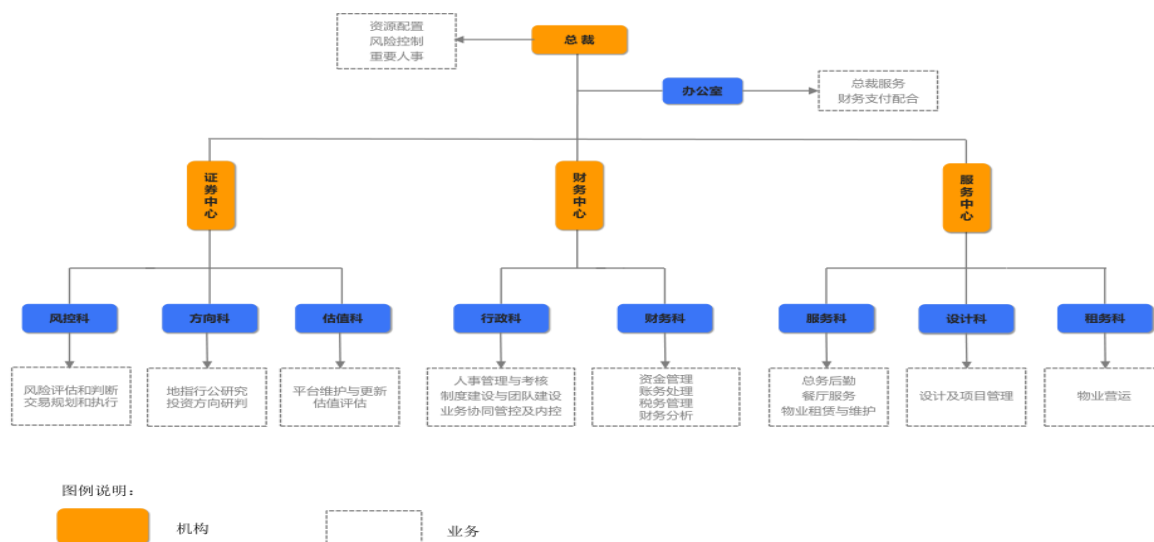 资源配置
风险控制
重要人事
总裁
办公室
总裁服务
财务支付配合
证券中心
财务中心
服务中心
风控科
方向科
估值科
行政科
财务科
服务科
设计科
租务科
风险评估和判断
交易规划和执行
地指行公研究
投资方向研判
平台维护与更新
估值评估
人事管理与考核
制度建设与团队建设
业务协同管控及内控
资金管理
账务处理
税务管理
财务分析
总务后勤
餐厅服务
物业租赁与维护
设计及项目管理
物业营运
图例说明：
机构
业务